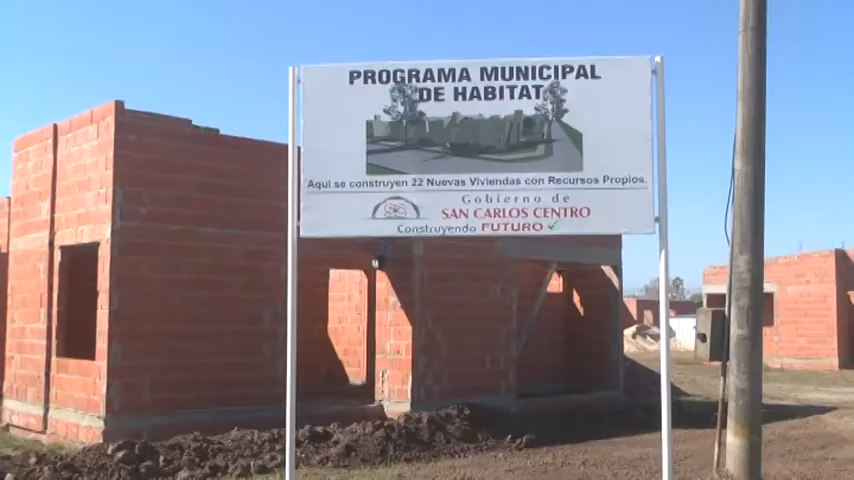 PROGRAMA MUNICIPAL
DE HABITAT
Aquí se construyen 22 Nuevas Viviendas con Recursos Propios.
Gobierno de
SAN CARLOS CENTRO
Construyendo FUTURO